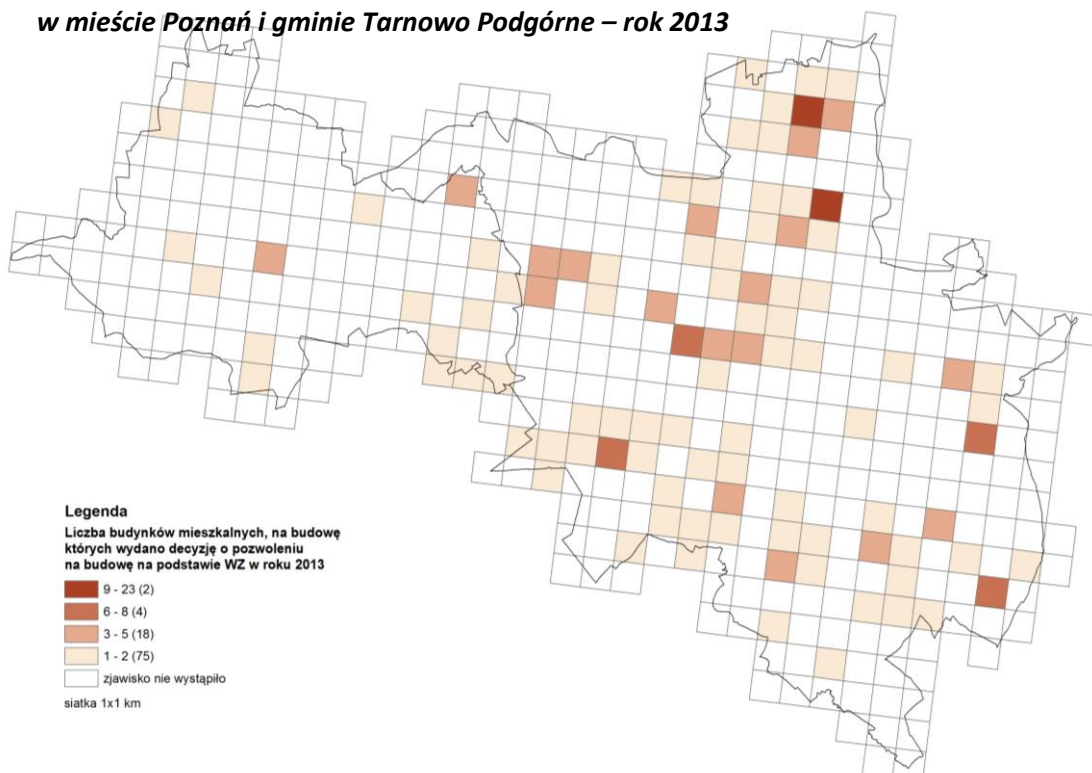 w mieście Poznań i gminie Tarnowo Podgórne – rok 2013
Legenda
Liczba budynków mieszkalnych, na budowę
których wydano decyzję o pozwoleniu
na budowę na podstawie WZ w roku 2013
9 - 23 (2)
6 - 8 (4)
3 - 5 (18)
1 - 2 (75)
zjawisko nie wystąpiło
siatka 1x1 km